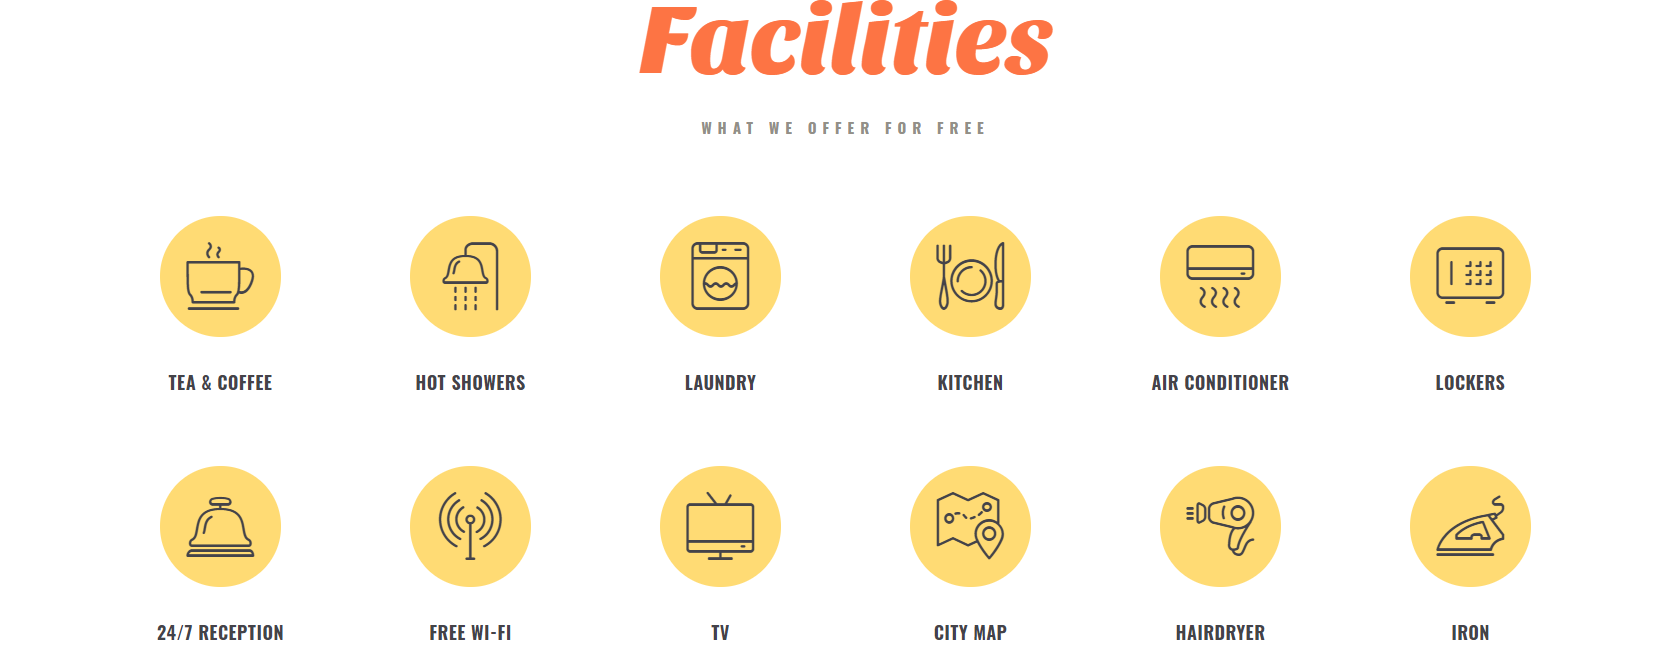 Facilities
WHAT WE OFFER FOR FREE
TEA & COFFEE
HOT SHOWERS
LAUNDRY
KITCHEN
AIR CONDITIONER
LOCKERS
24/7 RECEPTION
FREE WI-FI
TV
CITY MAP
HAIRDRYER
IRON